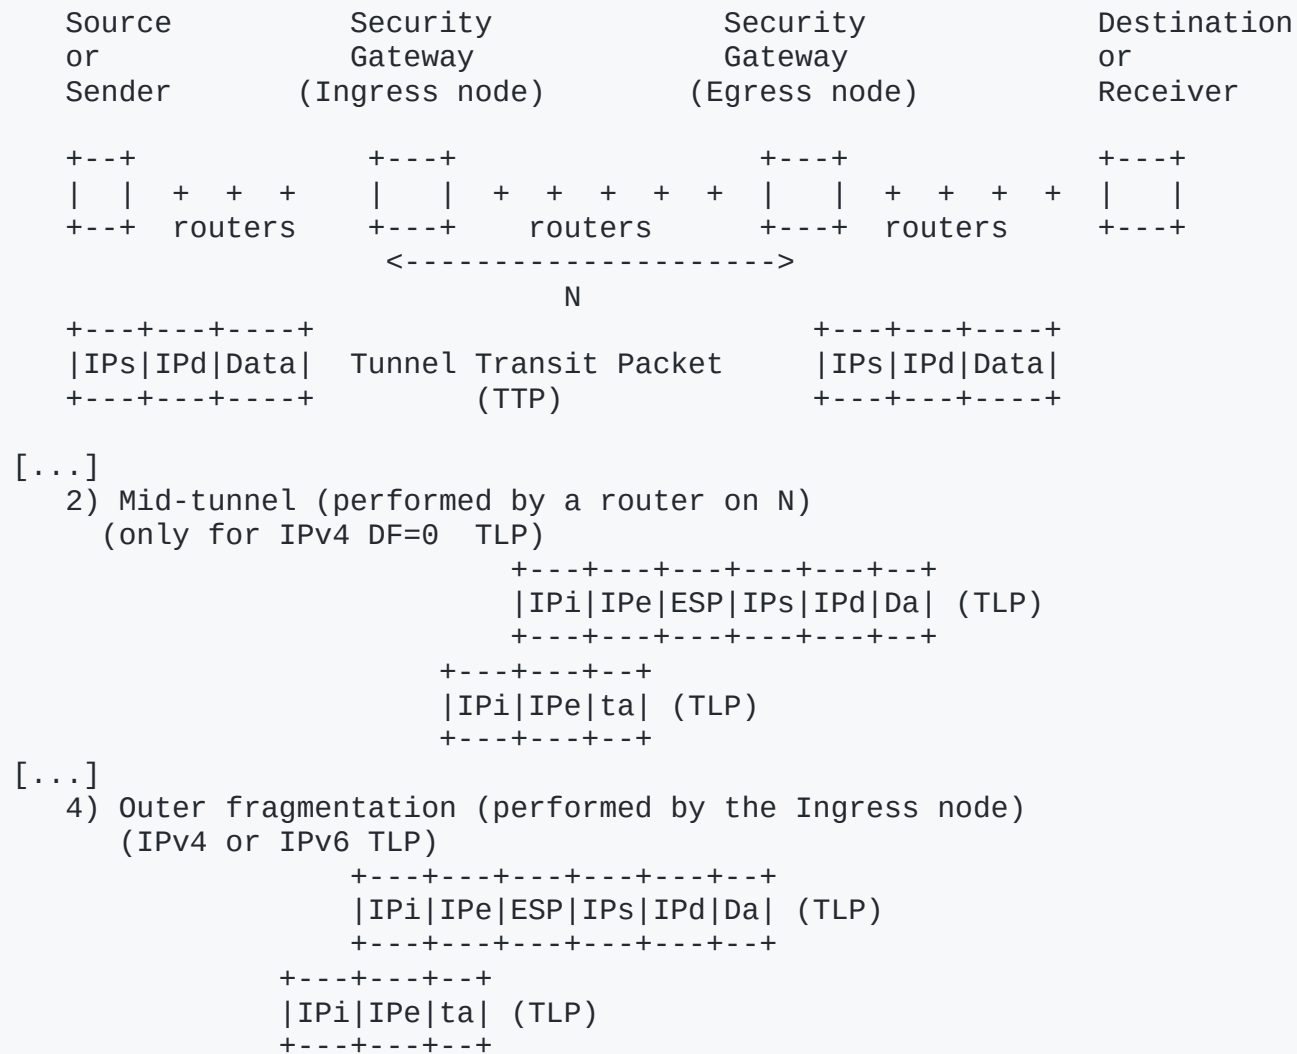 Source          Security             Security             Destination
   or              Gateway              Gateway              or
   Sender       (Ingress node)        (Egress node)          Receiver

   +--+             +---+                 +---+              +---+
   |  |  +  +  +    |   |  +  +  +  +  +  |   |  +  +  +  +  |   |
   +--+  routers    +---+    routers      +---+  routers     +---+
                     <--------------------->
                               N
   +---+---+----+                            +---+---+----+
   |IPs|IPd|Data|  Tunnel Transit Packet     |IPs|IPd|Data|
   +---+---+----+         (TTP)              +---+---+----+

[...]
   2) Mid-tunnel (performed by a router on N)
     (only for IPv4 DF=0  TLP)
                            +---+---+---+---+---+--+
                            |IPi|IPe|ESP|IPs|IPd|Da| (TLP)
                            +---+---+---+---+---+--+
                        +---+---+--+
                        |IPi|IPe|ta| (TLP)
                        +---+---+--+
[...]
   4) Outer fragmentation (performed by the Ingress node)
      (IPv4 or IPv6 TLP)
                   +---+---+---+---+---+--+
                   |IPi|IPe|ESP|IPs|IPd|Da| (TLP)
                   +---+---+---+---+---+--+
               +---+---+--+
               |IPi|IPe|ta| (TLP)
               +---+---+--+